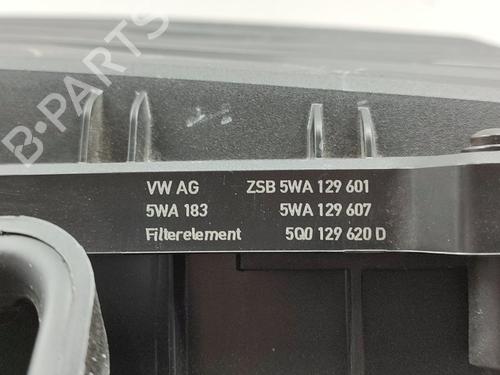 B-PARTS
VW AG ZSB 5WA 129 601
5WA 183 5WA 129 607
Filterelement 5Q0 129 620 D